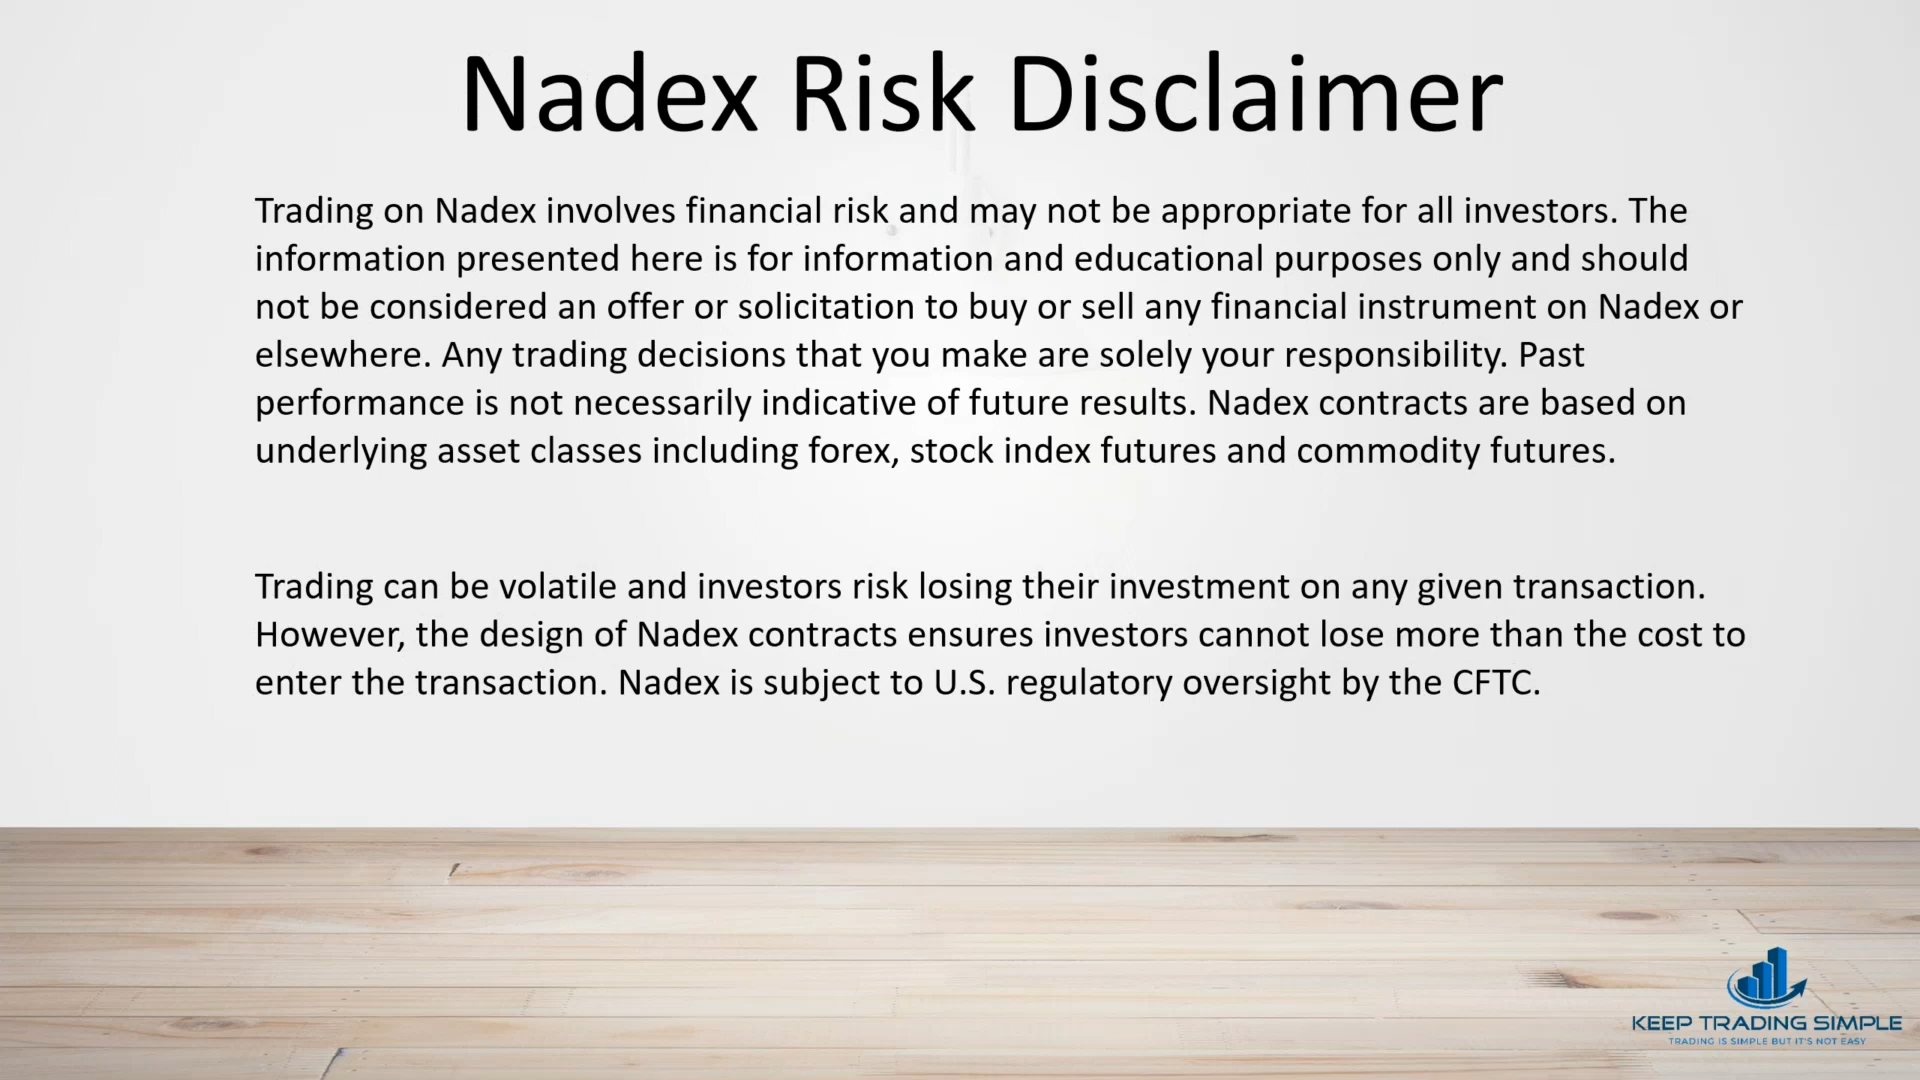 Nadex Risk Disclaimer
Trading on Nadex involves financial risk and may not be appropriate for all investors. The
information presented here is for information and educational purposes only and should
not be considered an offer or solicitation to buy or sell any financial instrument on Nadex or
elsewhere. Any trading decisions that you make are solely your responsibility. Past
performance is not necessarily indicative of future results. Nadex contracts are based on
underlying asset classes including forex, stock index futures and commodity futures.
Trading can be volatile and investors risk losing their investment on any given transaction.
However, the design of Nadex contracts ensures investors cannot lose more than the cost to
enter the transaction. Nadex is subject to U.S. regulatory oversight by the CFTC.
KEEP TRADING SIMPLE
TRADING IS SIMPLE BUT IT'S NOT EASY